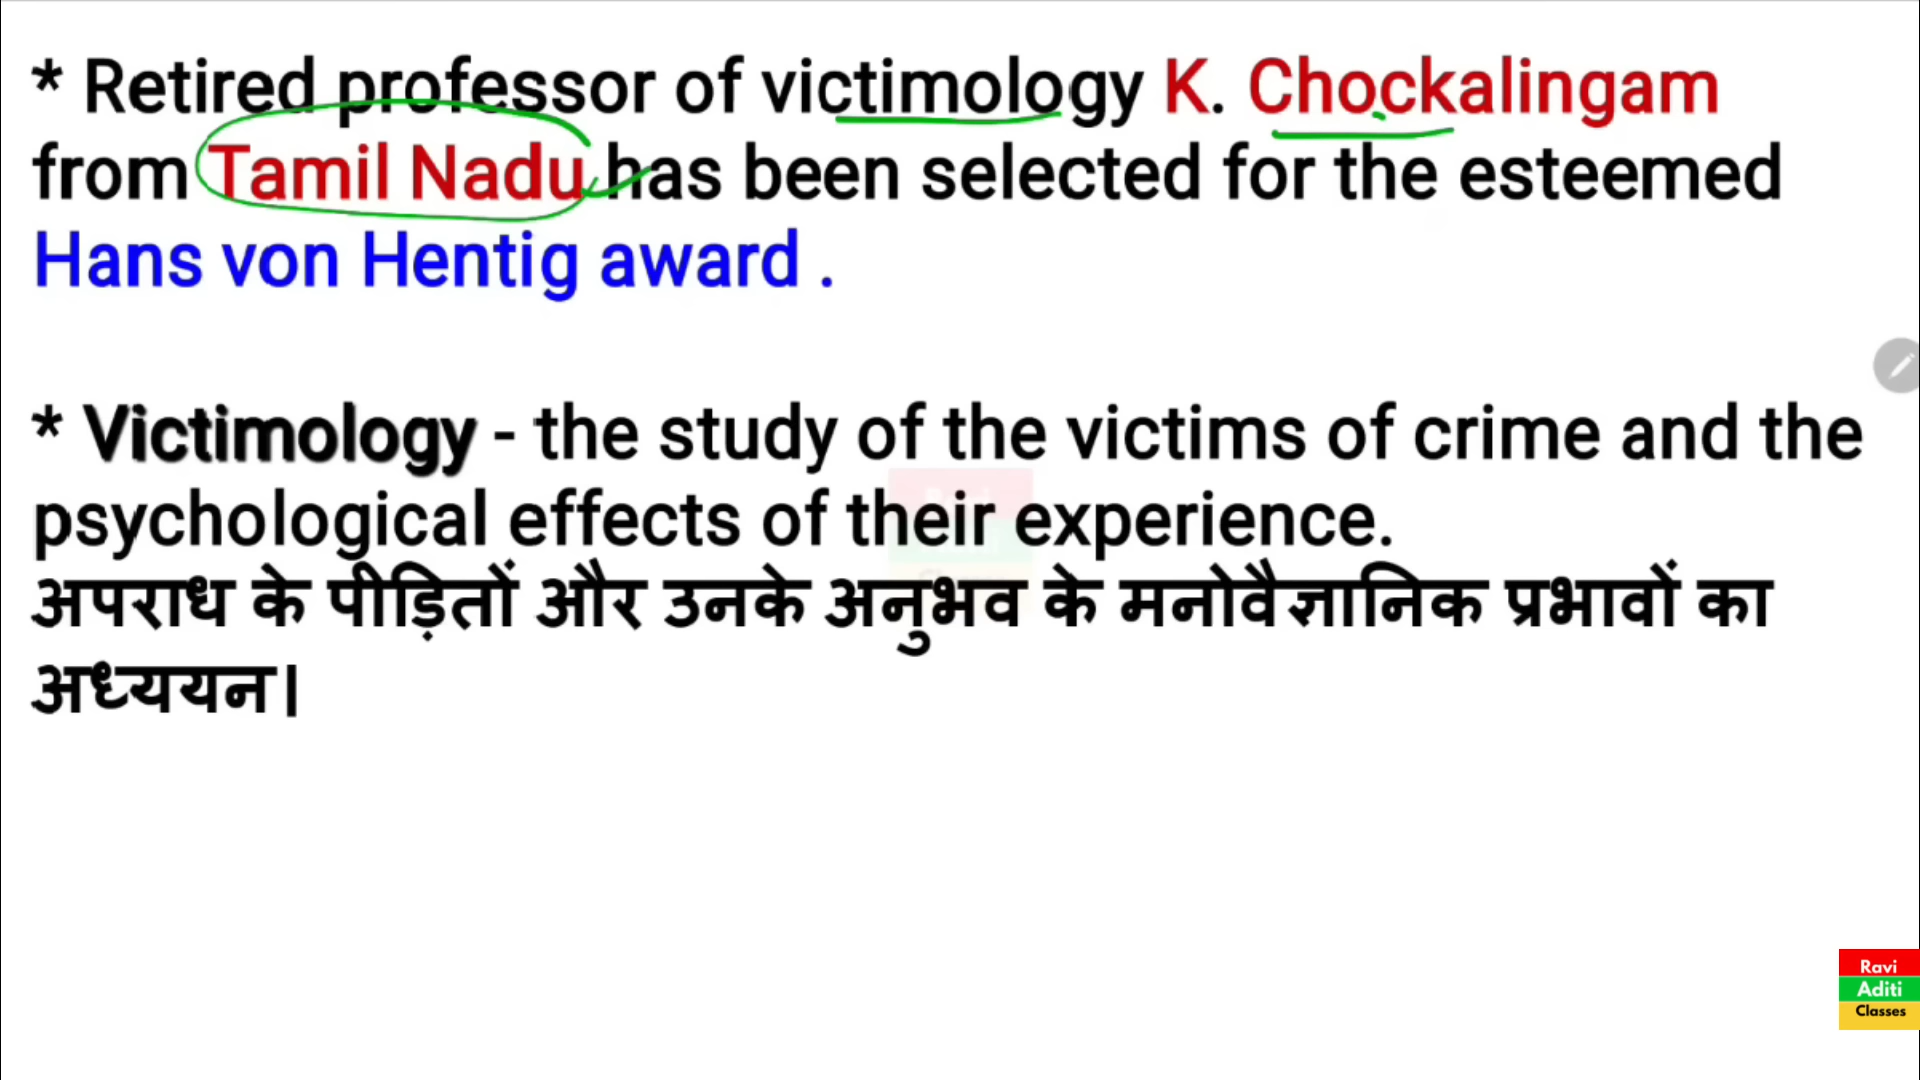 * Retired professor of victimology K. Chockalingam
from Tamil Nadu has been selected for the esteemed
Hans von Hentig award .
* Victimology - the study of the victims of crime and the
psychological effects of their experience.
अपराध के पीड़ितों और उनके अनुभव के मनोवैज्ञानिक प्रभावों का
अध्ययन।
Ravi
Aditi
Classes